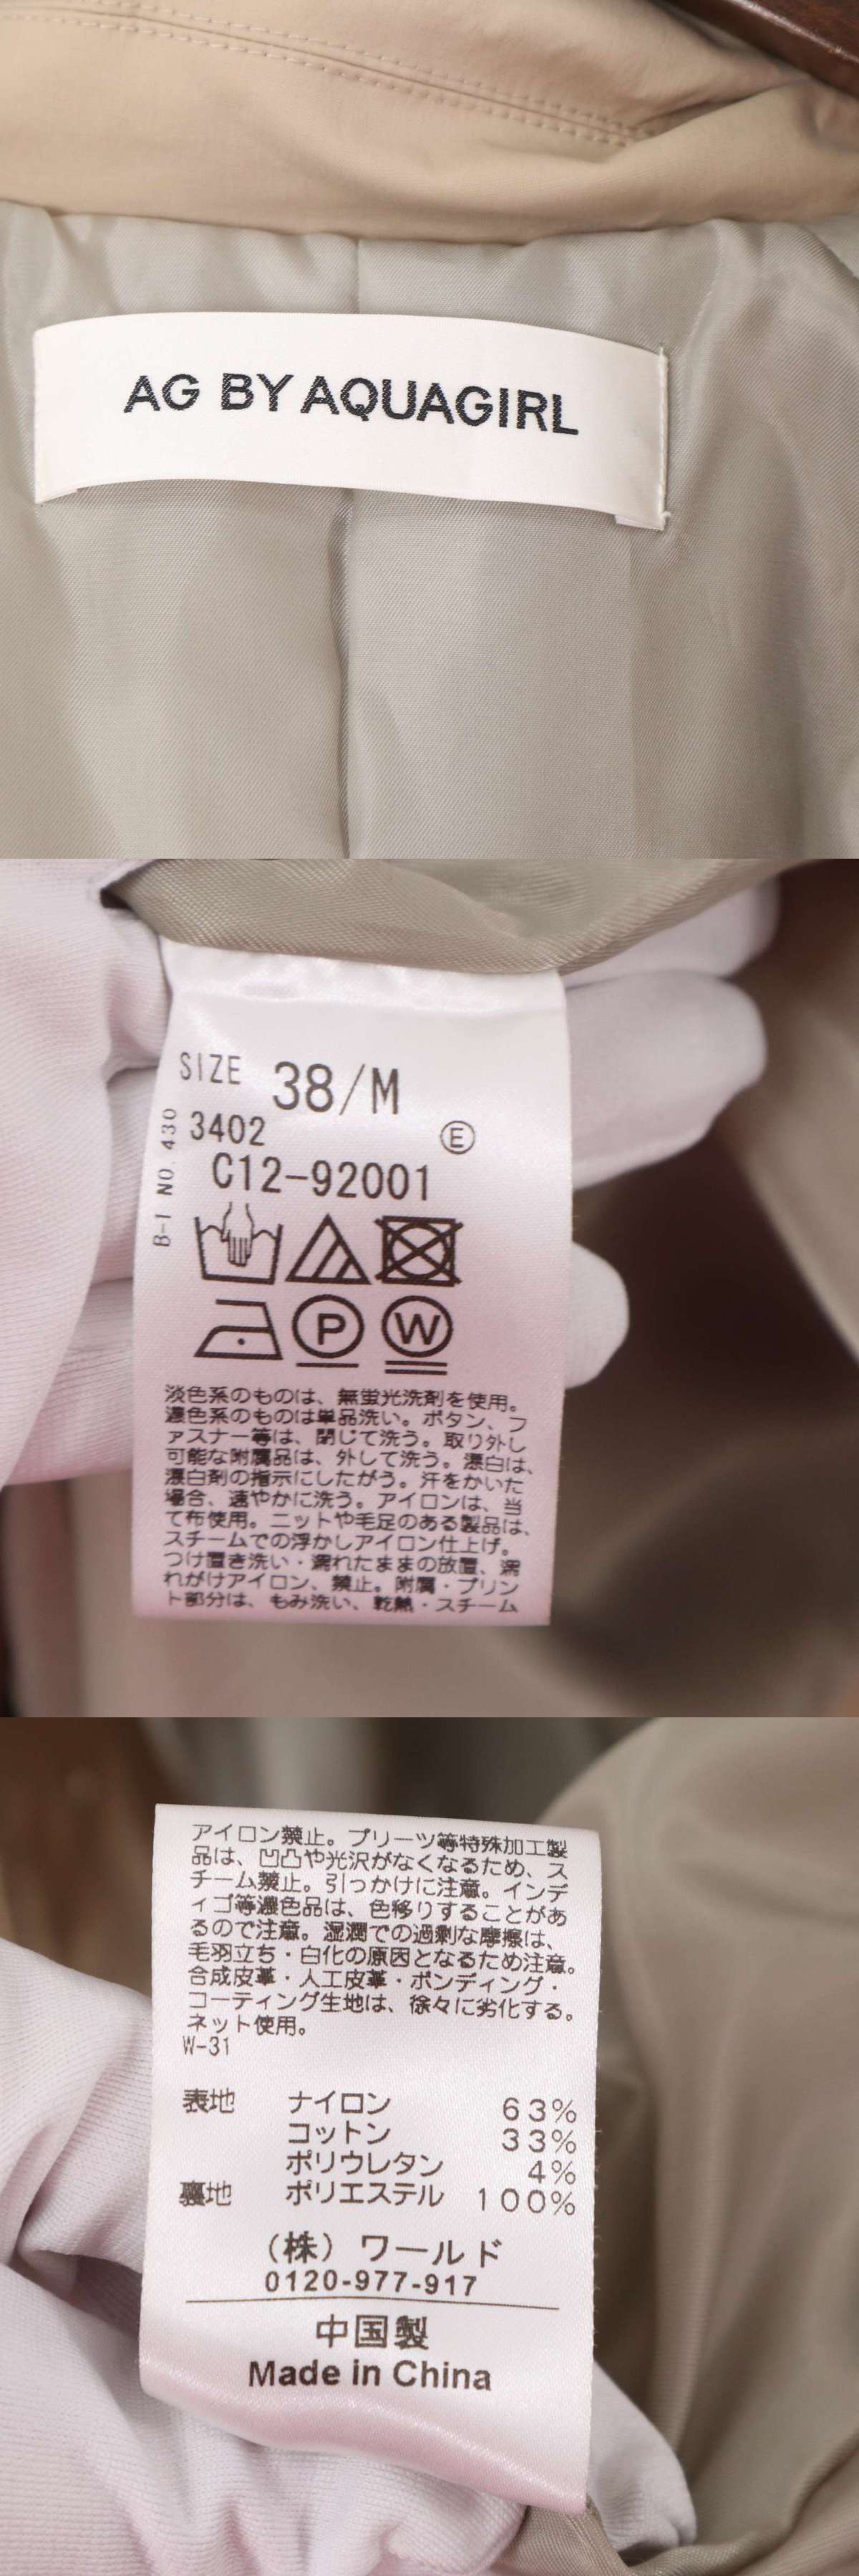 AG BY AQUAGIRL
SIZE 38/M
3402 Ⓔ
C12-92001
B-1 NO. 430
P W
淡色系のものは、無蛍光洗剤を使用。
濃色系のものは単品洗い。ボタン、フ
ァスナー等は、閉じて洗う。取り外し
可能な附属品は、外して洗う。漂白は、
漂白剤の指示にしたがう。汗をかいた
場合、速やかに洗う。アイロンは、当
て布使用。ニットや毛足のある製品は、
スチームでの浮かしアイロン仕上げ。
つけ置き洗い・濡れたままの放置、濡
れがけアイロン、禁止。附属・プリン
ト部分は、もみ洗い、乾熱・スチーム
アイロン禁止。プリーツ等特殊加工製
品は、凹凸や光沢がなくなるため、ス
チーム禁止。引っかけに注意。インデ
ィゴ等濃色品は、色移りすることがあ
るので注意。湿潤での過剰な摩擦は、
毛羽立ち・白化の原因となるため注意。
合成皮革・人工皮革・ボンディング・
コーティング生地は、徐々に劣化する。
ネット使用。
W-31
表地 ナイロン 63%
コットン 33%
ポリウレタン 4%
裏地 ポリエステル 100%
(株)ワールド
0120-977-917
中国製
Made in China